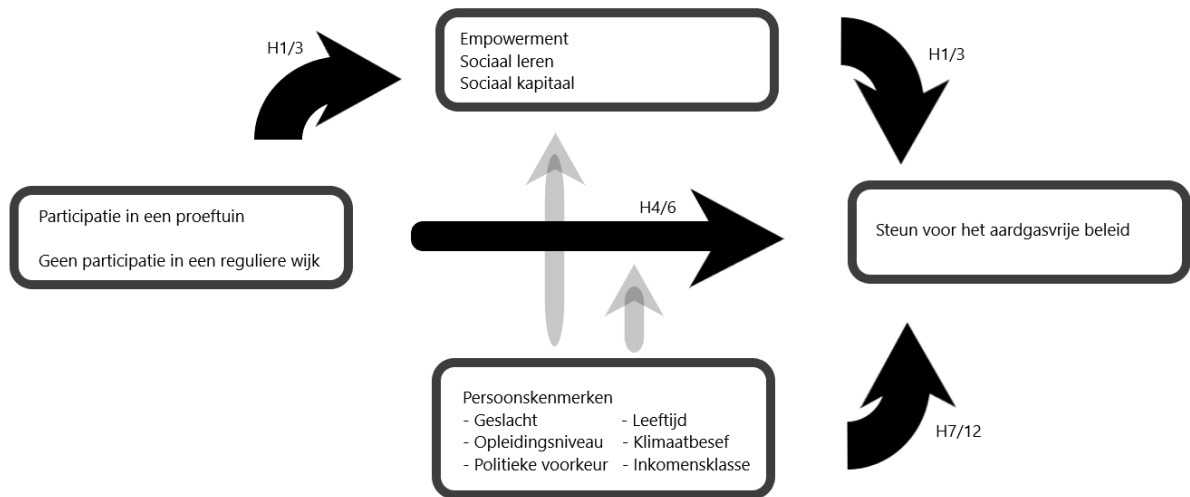 H1/3
Empowerment
Sociaal leren
Sociaal kapitaal
H1/3
Participatie in een proeftuin
Geen participatie in een reguliere wijk
H4/6
Steun voor het aardgasvrije beleid
Persoonskenmerken
- Geslacht - Leeftijd
- Opleidingsniveau - Klimaatbesef
- Politieke voorkeur - Inkomensklasse
H7/12